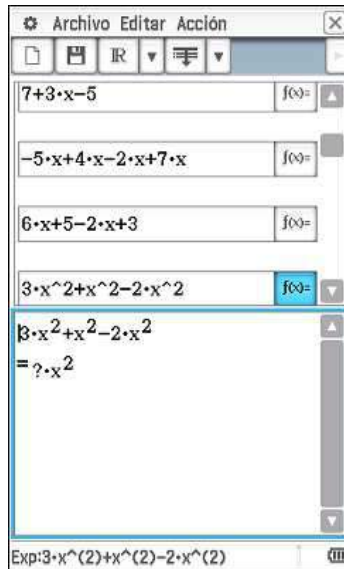 Archivo Editar Acción
IR
7+3·x−5
f(x)=
−5·x+4·x−2·x+7·x
f(x)=
6·x+5−2·x+3
f(x)=
3·x^2+x^2−2·x^2
f(x)=
3·x²+x²−2·x²
=?·x²
Exp:3·x^(2)+x^(2)−2·x^(2)